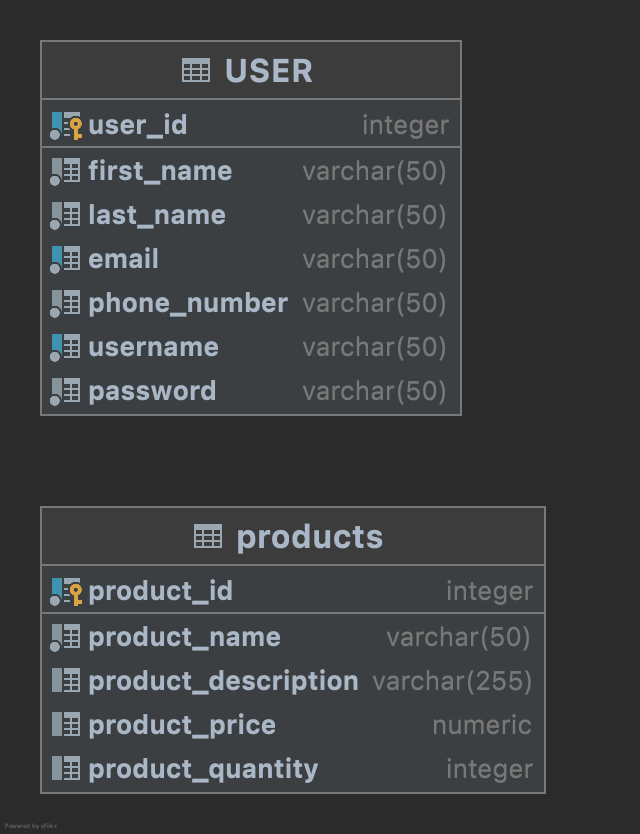 USER
user_id integer
first_name varchar(50)
last_name varchar(50)
email varchar(50)
phone_number varchar(50)
username varchar(50)
password varchar(50)
products
product_id integer
product_name varchar(50)
product_description varchar(255)
product_price numeric
product_quantity integer
Powered by yFiles